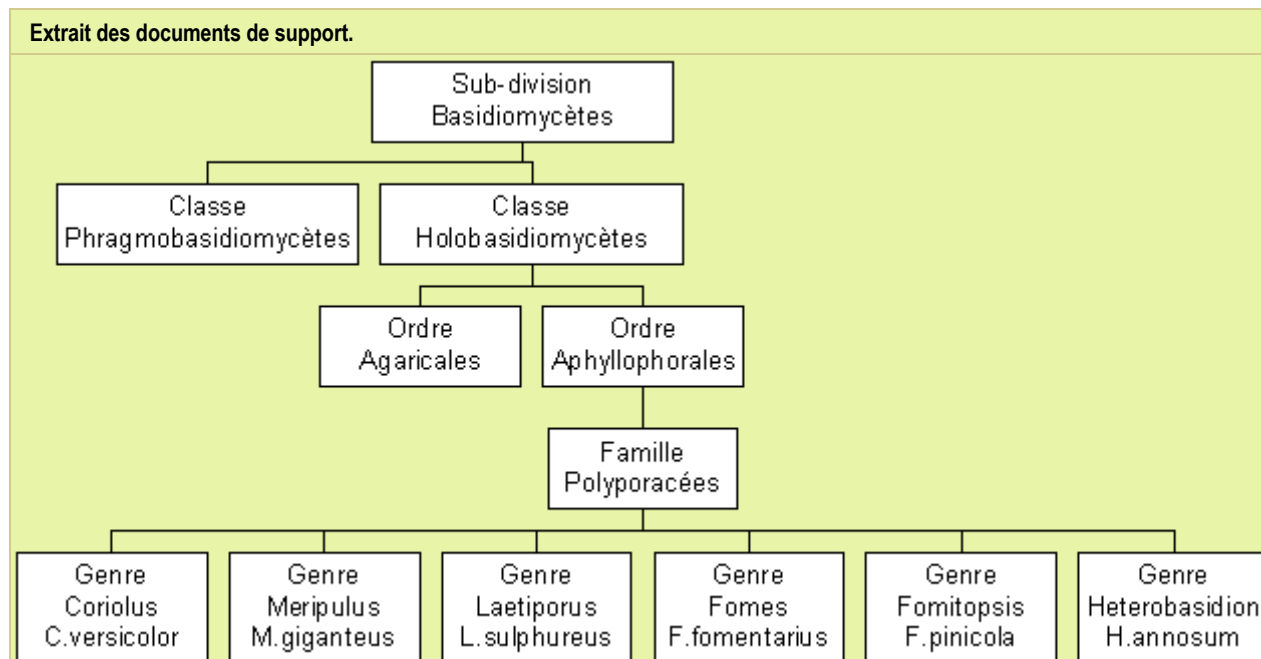 Extrait des documents de support.
Sub-division
Basidiomycètes
Classe
Phragmobasidiomycètes
Classe
Holobasidiomycètes
Ordre
Agaricales
Ordre
Aphyllophorales
Famille
Polyporacées
Genre
Coriolus
C.versicolor
Genre
Meripulus
M.giganteus
Genre
Laetiporus
L.sulphureus
Genre
Fomes
F.fomentarius
Genre
Fomitopsis
F.pinicola
Genre
Heterobasidion
H.annosum